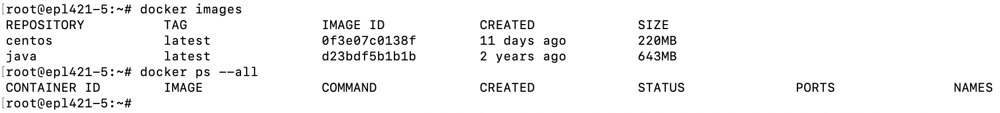 [root@epl421-5:~# docker images
REPOSITORY          TAG                 IMAGE ID            CREATED             SIZE
centos              latest              0f3e07c0138f        11 days ago         220MB
java                latest              d23bdf5b1b1b        2 years ago         643MB
[root@epl421-5:~# docker ps --all
CONTAINER ID        IMAGE               COMMAND             CREATED             STATUS              PORTS               NAMES
[root@epl421-5:~#